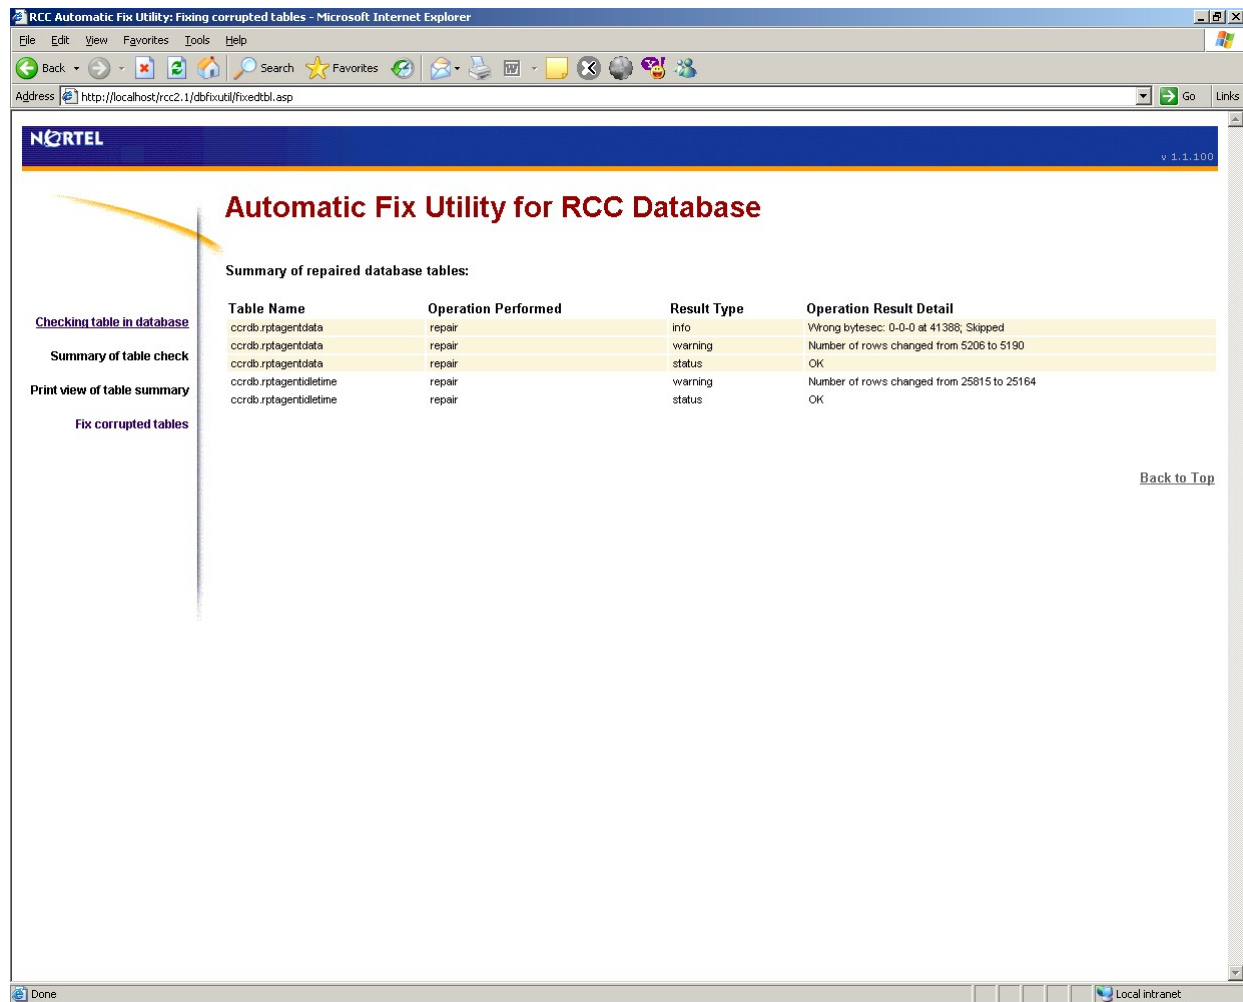 RCC Automatic Fix Utility: Fixing corrupted tables - Microsoft Internet Explorer
File Edit View Favorites Tools Help
Back Search Favorites
Address http://localhost/rcc2.1/dbfixutil/fixedtbl.asp Go Links
NORTEL
v 1.1.100
Automatic Fix Utility for RCC Database
Summary of repaired database tables:
Table Name Operation Performed Result Type Operation Result Detail
ccrdb.rptagentdata repair info Wrong bytesec: 0-0-0 at 41388; Skipped
ccrdb.rptagentdata repair warning Number of rows changed from 5206 to 5190
ccrdb.rptagentdata repair status OK
ccrdb.rptagentidletime repair warning Number of rows changed from 25815 to 25164
ccrdb.rptagentidletime repair status OK
Checking table in database
Summary of table check
Print view of table summary
Fix corrupted tables
Back to Top
Done Local intranet